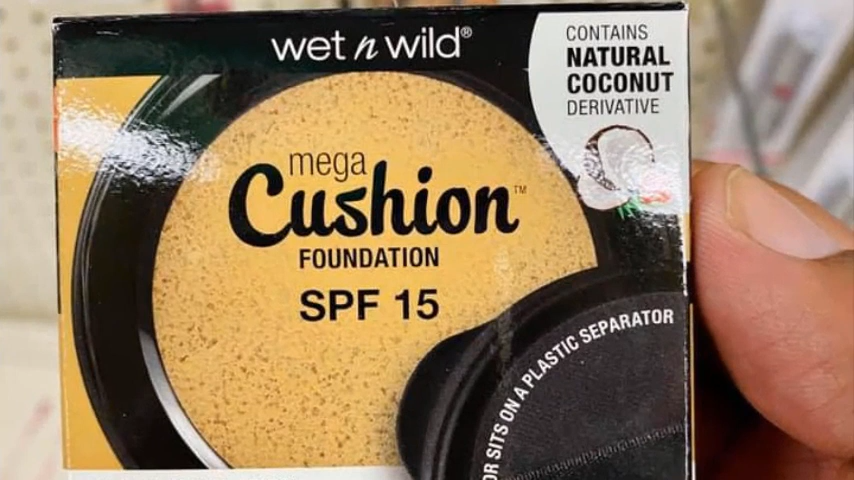 wet n wild®
CONTAINS
NATURAL
COCONUT
DERIVATIVE
mega
Cushion™
FOUNDATION
SPF 15
SITS ON A PLASTIC SEPARATOR